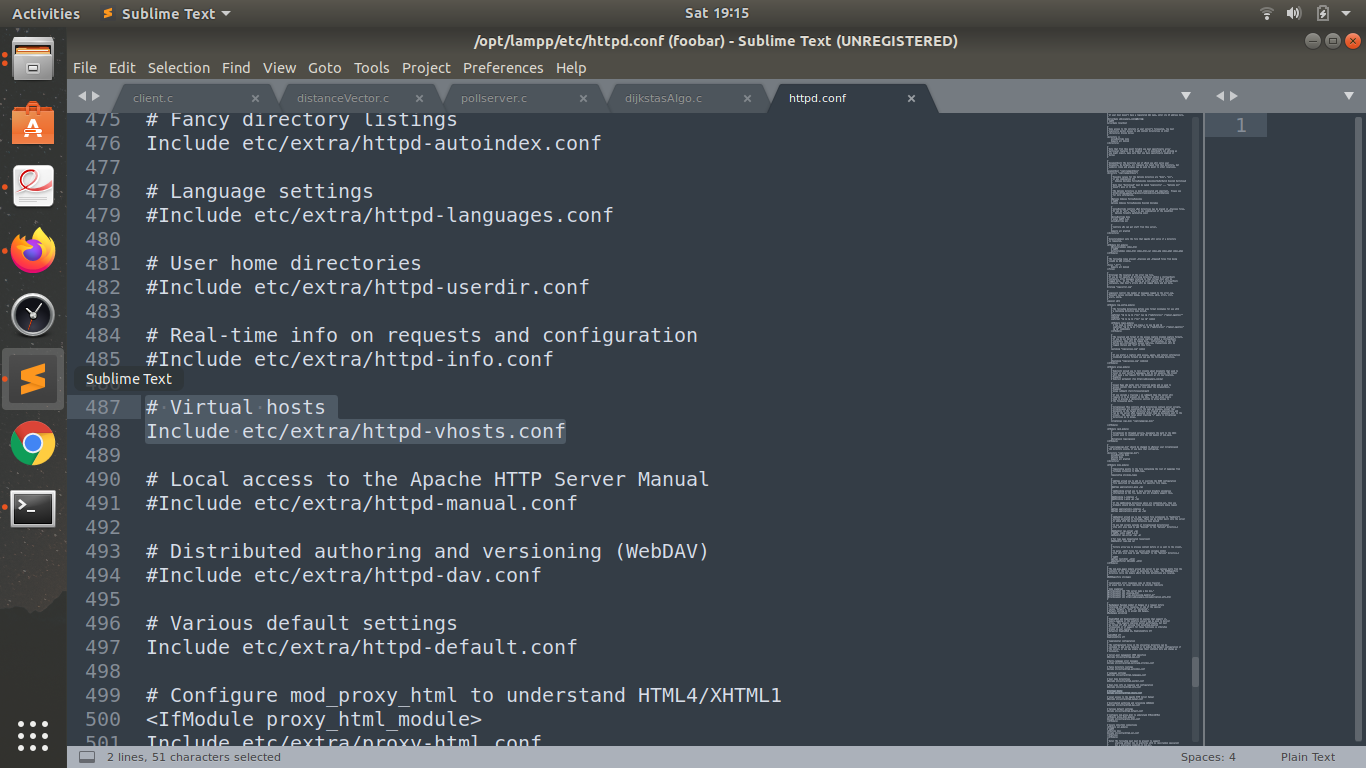 Activities Sublime Text Sat 19:15
/opt/lampp/etc/httpd.conf (foobar) - Sublime Text (UNREGISTERED)
File Edit Selection Find View Goto Tools Project Preferences Help
client.c distanceVector.c pollserver.c dijkstasAlgo.c httpd.conf
475 # Fancy directory listings
1
476 Include etc/extra/httpd-autoindex.conf
477
478 # Language settings
479 #Include etc/extra/httpd-languages.conf
480
481 # User home directories
482 #Include etc/extra/httpd-userdir.conf
483
484 # Real-time info on requests and configuration
485 #Include etc/extra/httpd-info.conf
Sublime Text
487 # Virtual hosts
488 Include etc/extra/httpd-vhosts.conf
489
490 # Local access to the Apache HTTP Server Manual
491 #Include etc/extra/httpd-manual.conf
492
493 # Distributed authoring and versioning (WebDAV)
494 #Include etc/extra/httpd-dav.conf
495
496 # Various default settings
497 Include etc/extra/httpd-default.conf
498
499 # Configure mod_proxy_html to understand HTML4/XHTML1
500 <IfModule proxy_html_module>
501 Include etc/extra/proxy-html.conf
2 lines, 51 characters selected Spaces: 4 Plain Text